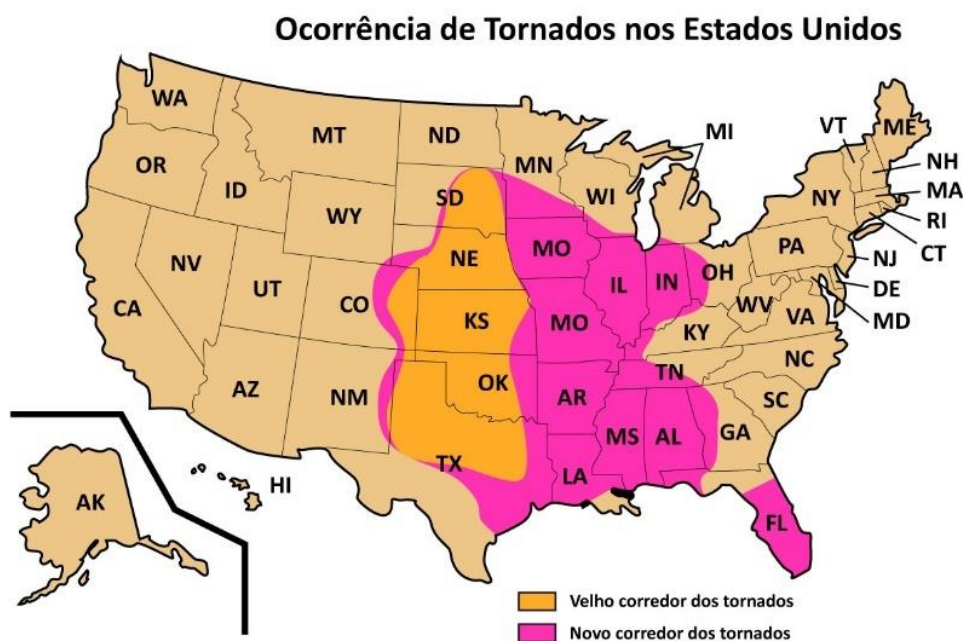 Ocorrência de Tornados nos Estados Unidos
WA
MT
ND
MN
MI
VT
ME
OR
ID
WY
SD
WI
NY
NH
MA
RI
CT
NV
UT
CO
NE
MO
IL
IN
OH
PA
NJ
DE
MD
CA
KS
MO
WV
VA
KY
AZ
NM
OK
AR
TN
NC
SC
TX
LA
MS
AL
GA
FL
AK
HI
Velho corredor dos tornados
Novo corredor dos tornados